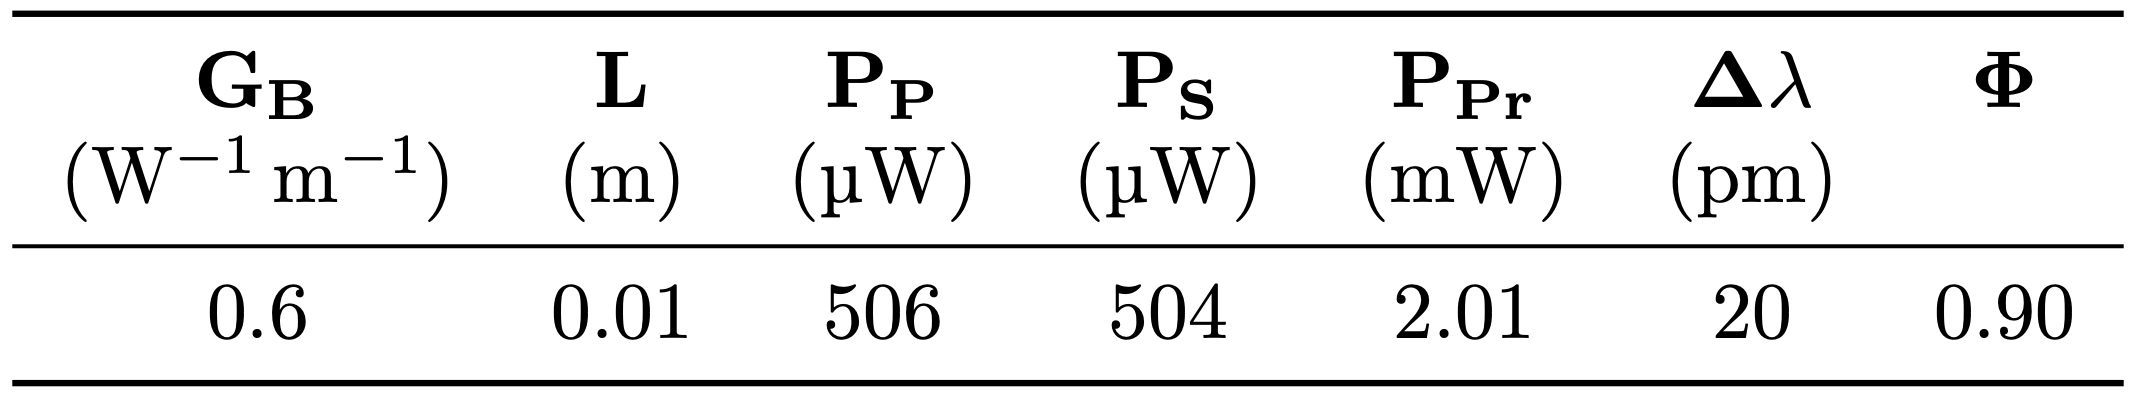 G_B L P_P P_S P_Pr Δλ Φ
(W⁻¹ m⁻¹) (m) (µW) (µW) (mW) (pm)
0.6 0.01 506 504 2.01 20 0.90